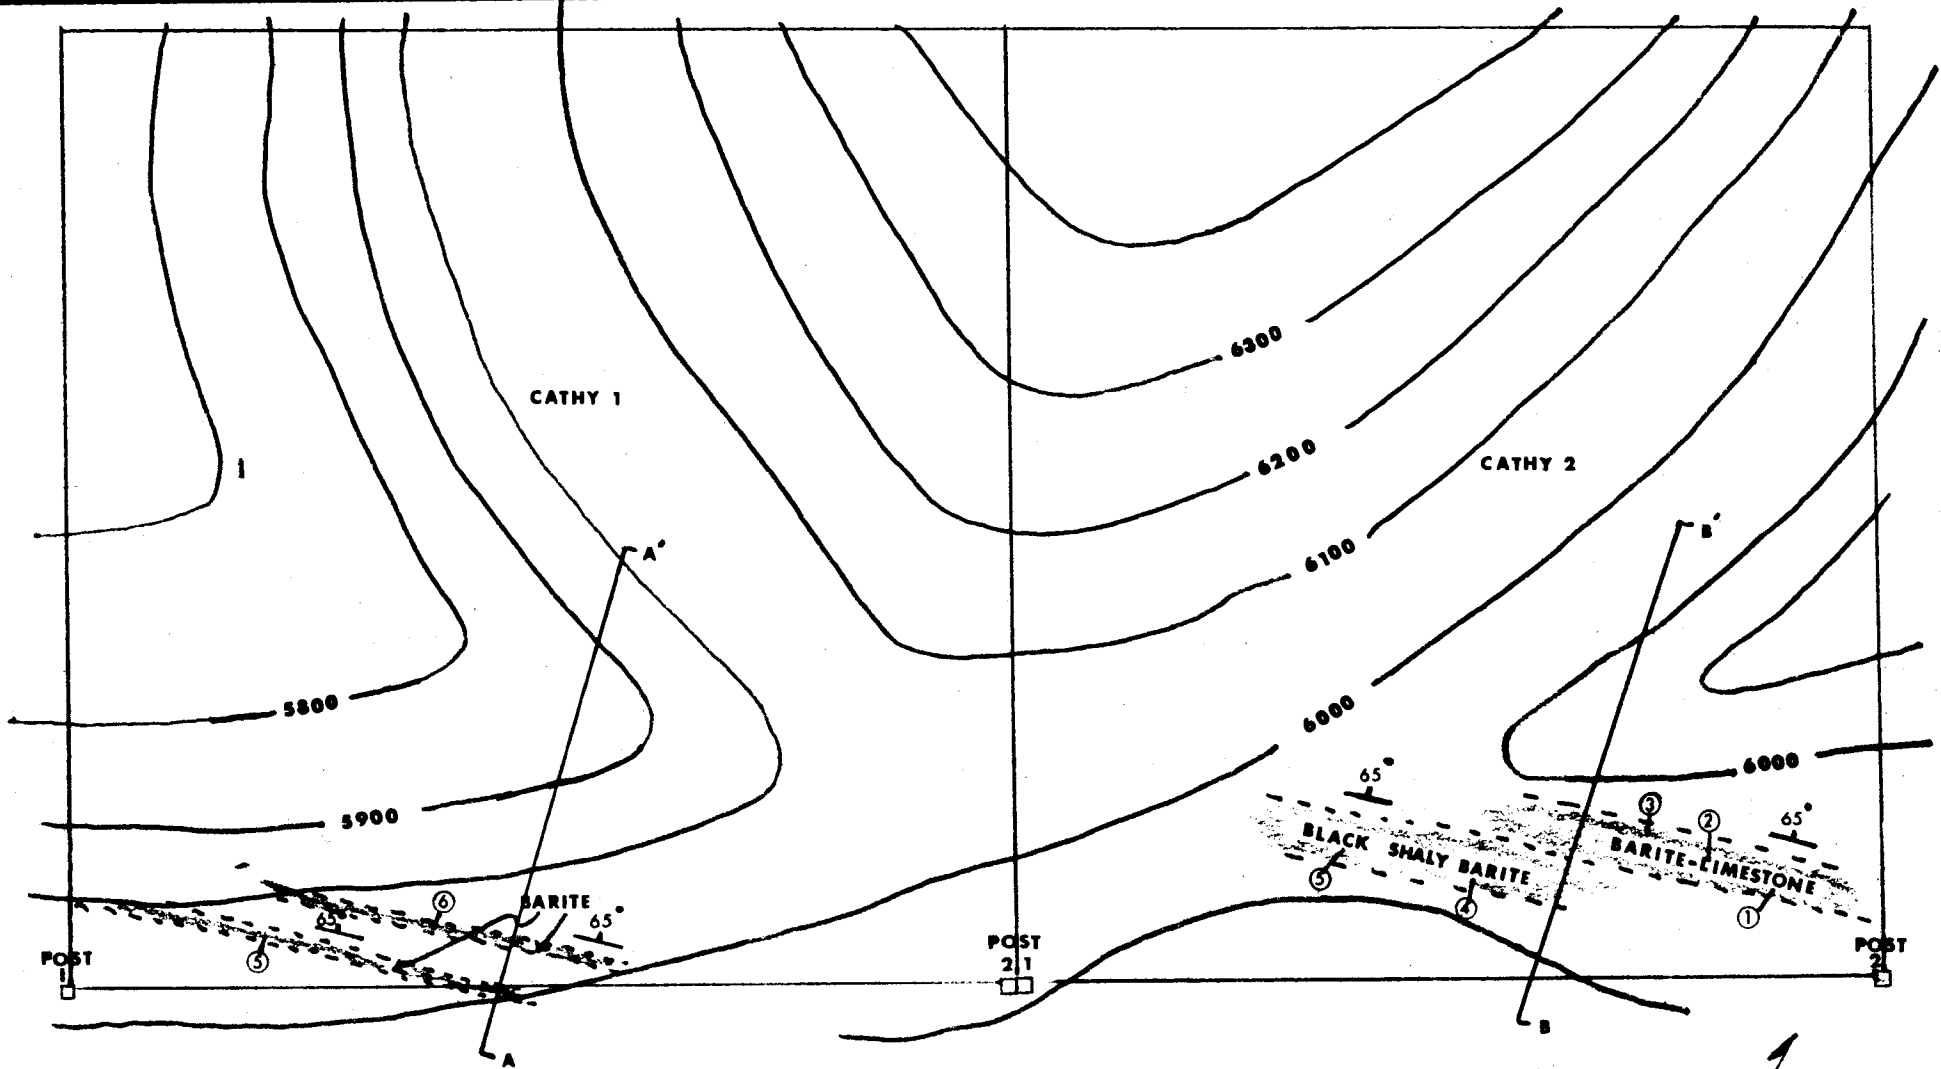 6300
CATHY 1
6200
CATHY 2
A'
B'
6100
5800
6000
6000
5900
65°
65°
③
②
BLACK SHALY BARITE
BARITE-LIMESTONE
⑤
④
①
BARITE
⑥
65°
65°
⑤
POST
1
POST
2 1
POST
2
A
B